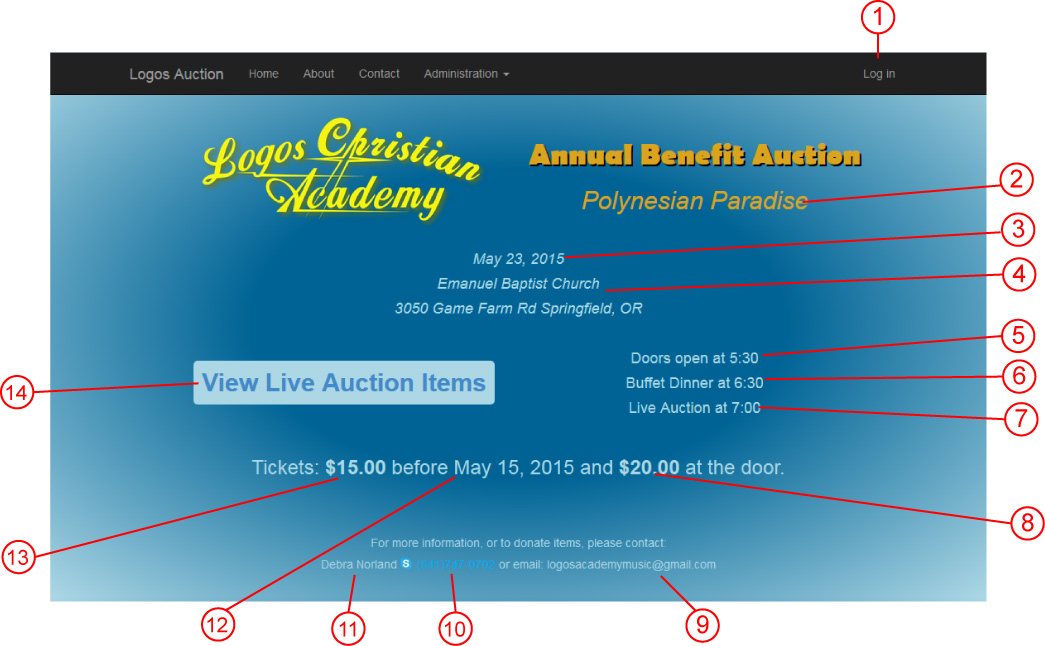 1
Logos Auction Home About Contact Administration Log in
Logos Christian Academy
Annual Benefit Auction
Polynesian Paradise
2
3
May 23, 2015
Emanuel Baptist Church
4
3050 Game Farm Rd Springfield, OR
Doors open at 5:30
5
Buffet Dinner at 6:30
6
Live Auction at 7:00
7
14
View Live Auction Items
Tickets: $15.00 before May 15, 2015 and $20.00 at the door.
8
13
For more information, or to donate items, please contact:
Debra Norland S (541)747-0702 or email: logosacademymusic@gmail.com
12
11
10
9